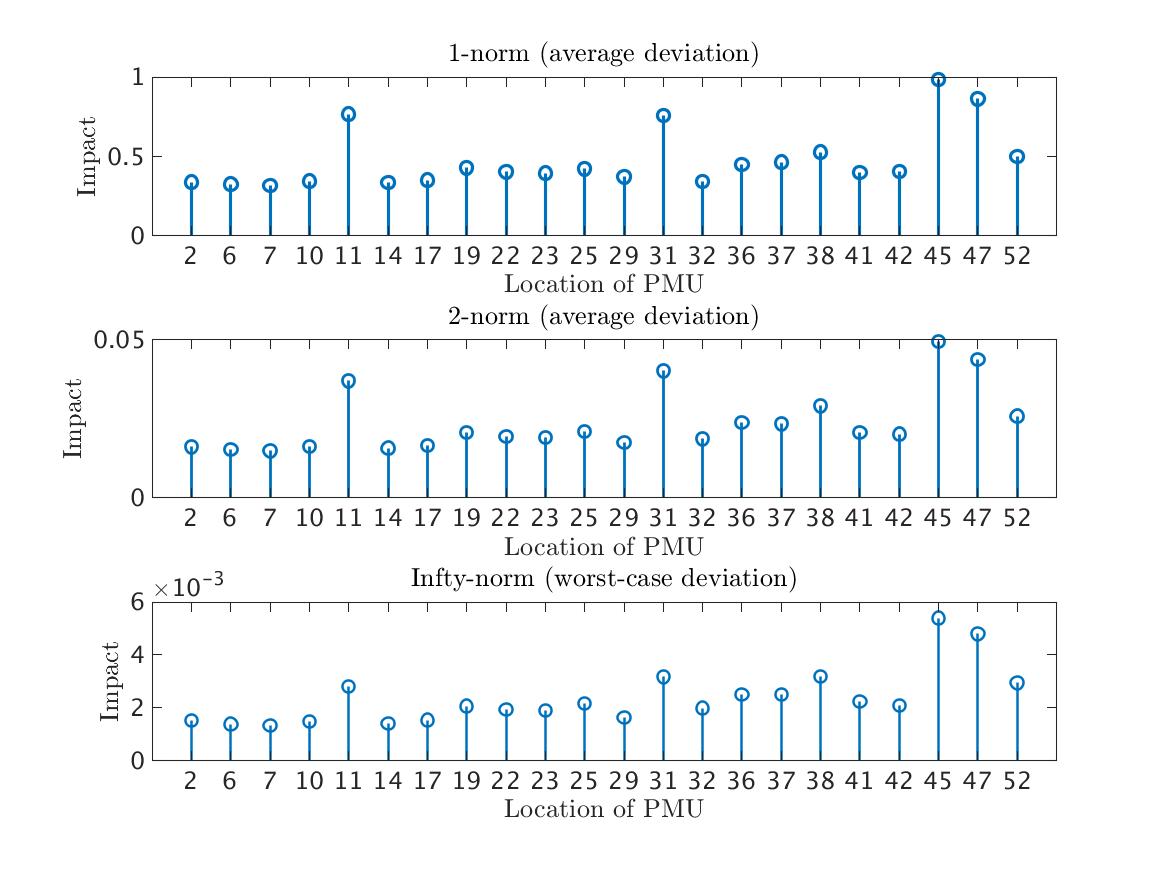 1-norm (average deviation)
1
0.5
0
Impact
2 6 7 10 11 14 17 19 22 23 25 29 31 32 36 37 38 41 42 45 47 52
Location of PMU
2-norm (average deviation)
0.05
0
Impact
2 6 7 10 11 14 17 19 22 23 25 29 31 32 36 37 38 41 42 45 47 52
Location of PMU
Infty-norm (worst-case deviation)
×10⁻³
6
4
2
0
Impact
2 6 7 10 11 14 17 19 22 23 25 29 31 32 36 37 38 41 42 45 47 52
Location of PMU